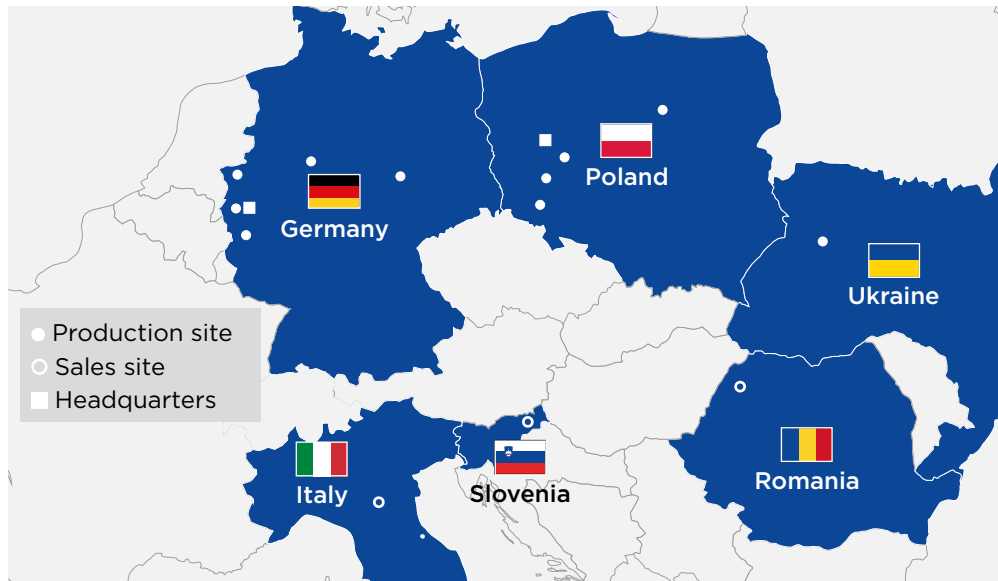 Poland
Germany
Ukraine
Production site
Sales site
Headquarters
Italy
Slovenia
Romania